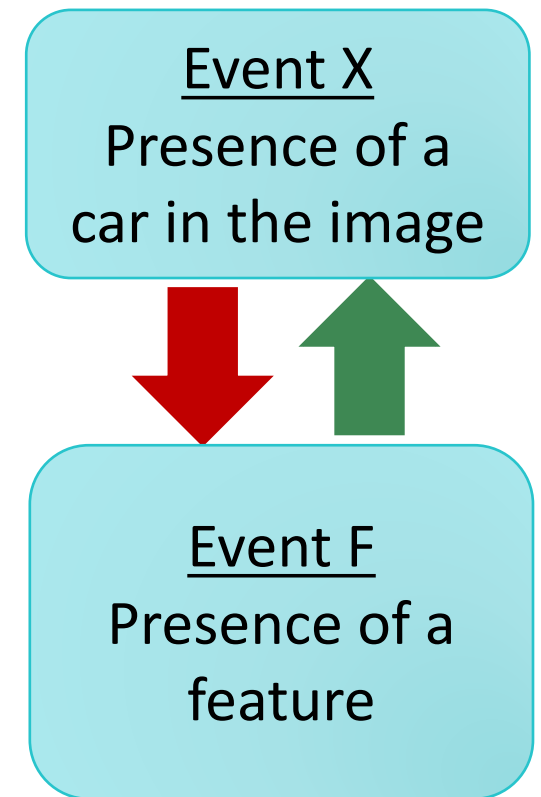 Event X
Presence of a
car in the image
Event F
Presence of a
feature